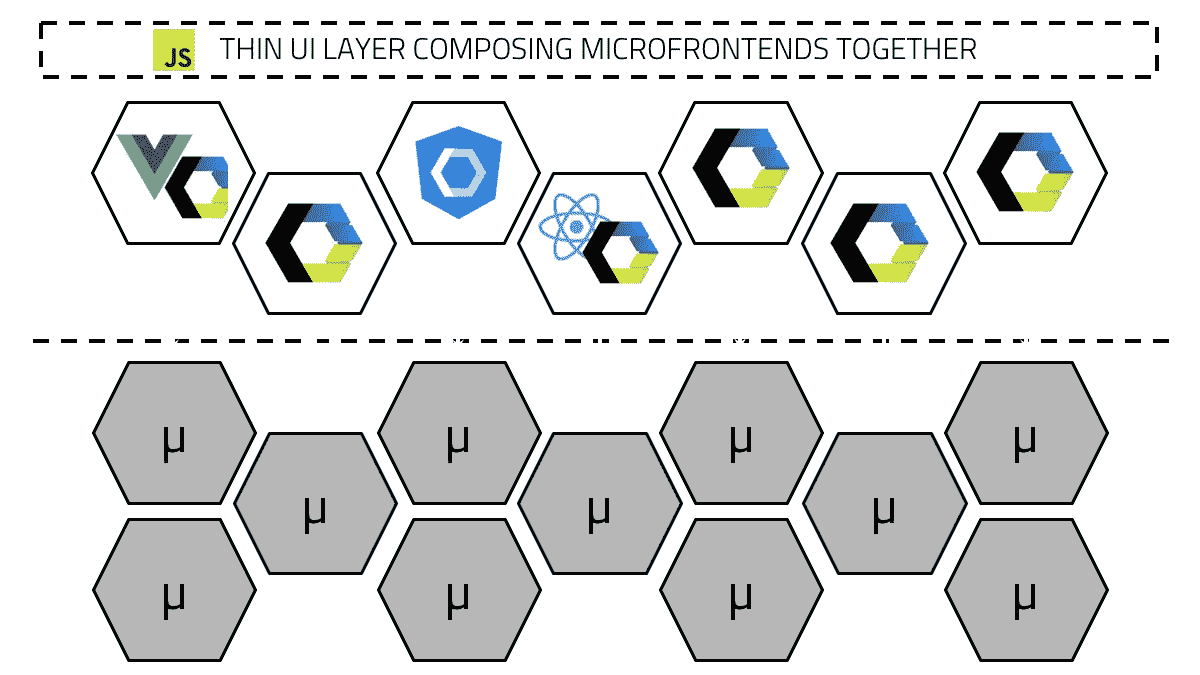 JS THIN UI LAYER COMPOSING MICROFRONTENDS TOGETHER
µ µ µ µ
µ µ µ
µ µ µ µ